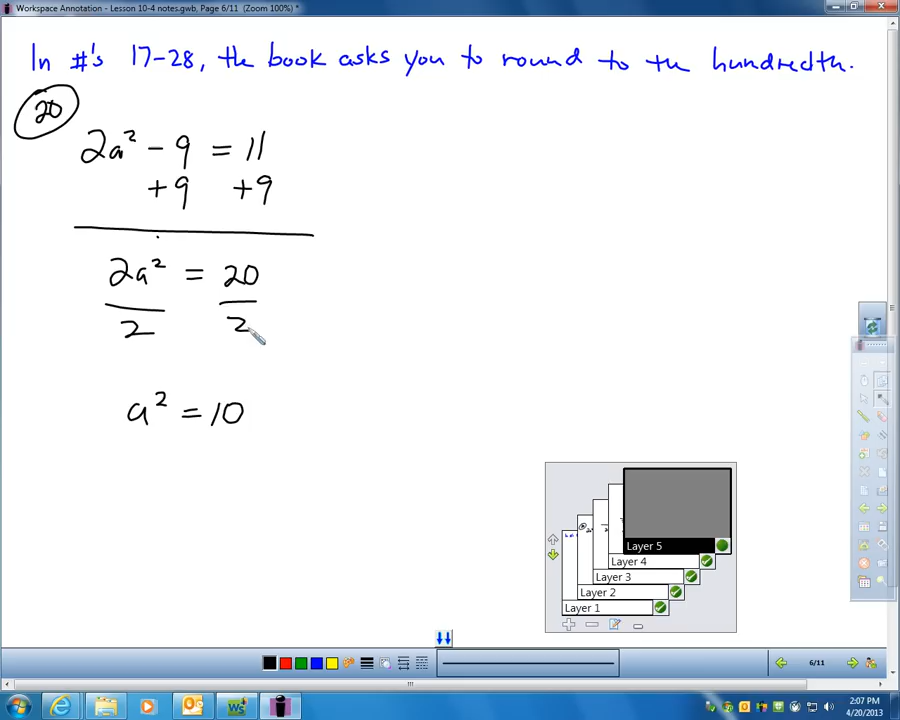 Workspace Annotation - Lesson 10-4 notes.gwb, Page 6/11 (Zoom 100%) *
In #'s 17-28, the book asks you to round to the hundredth.
20
2a² - 9 = 11
+9 +9
2a² = 20
2 2
a² = 10
Layer 5
Layer 4
Layer 3
Layer 2
Layer 1
6/11
2:07 PM
4/20/2013